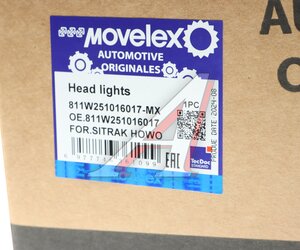 MOVELEX
AUTOMOTIVE
ORIGINALES
Head lights
811W251016017-MX
1PC
OE.811W251016017
FOR.SITRAK HOWO
PRODUCE DATE 2024-08
EAC
TecDoc
AU